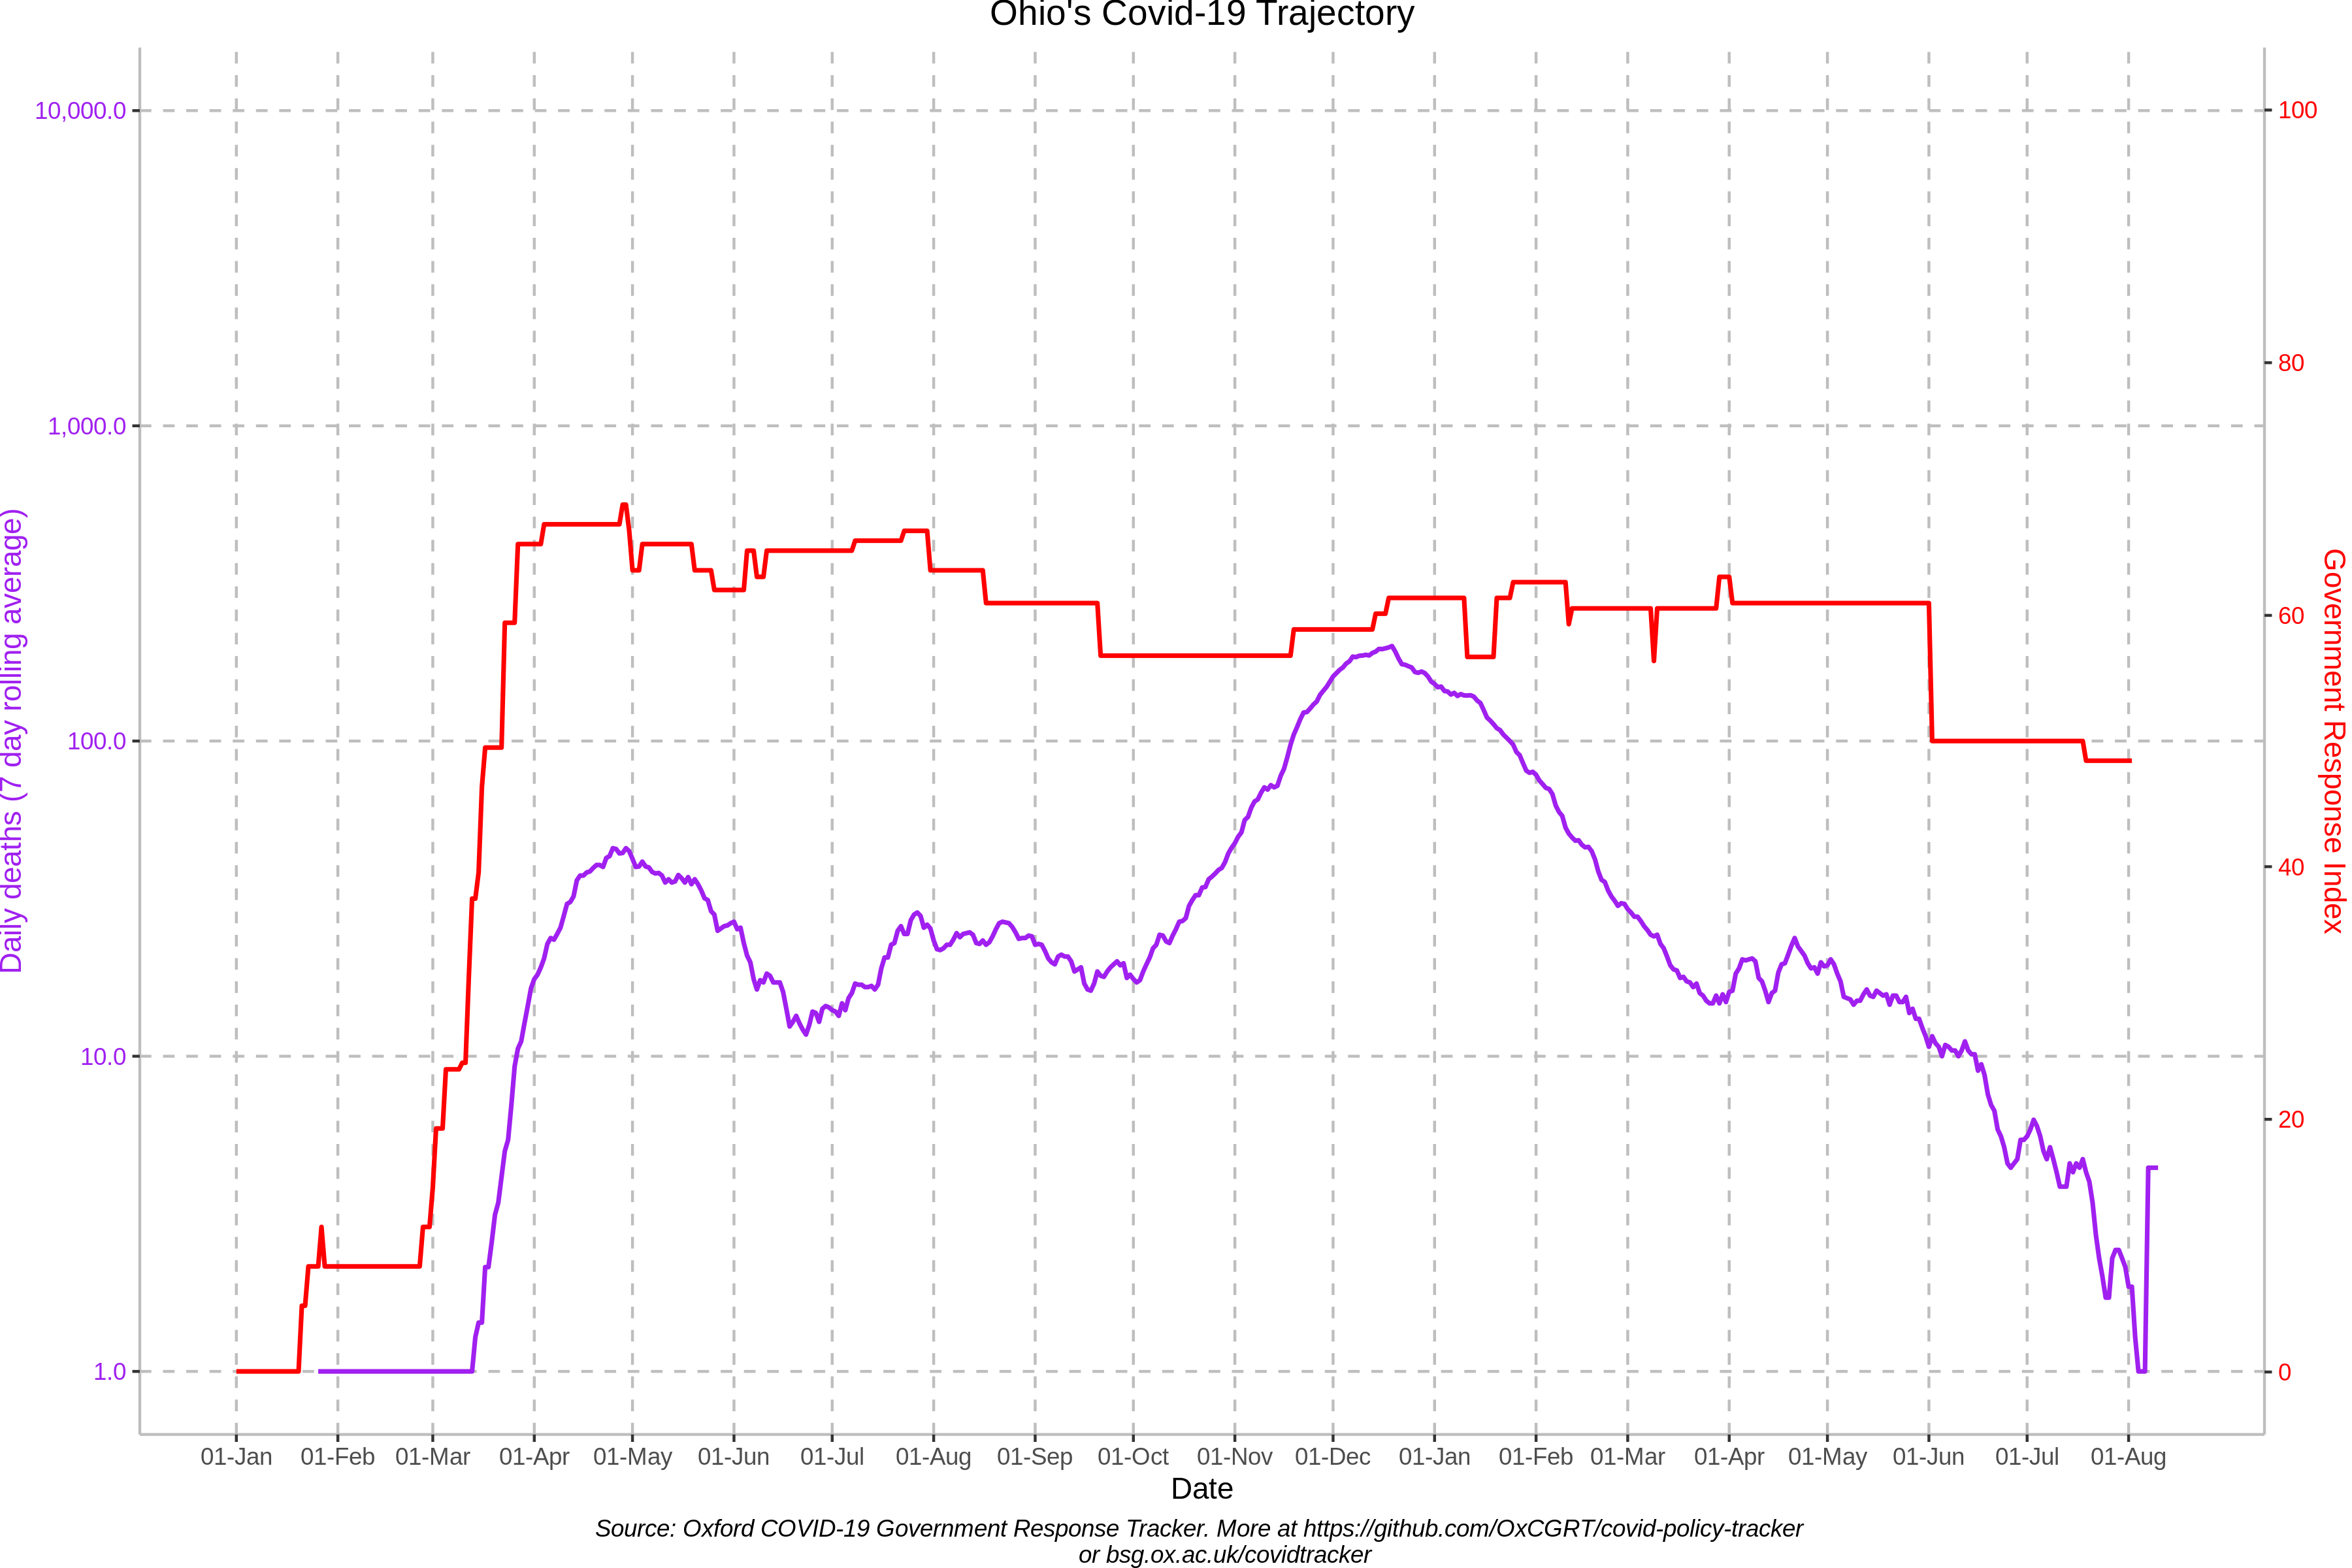 Ohio's Covid-19 Trajectory
10,000.0
1,000.0
100.0
10.0
1.0
Daily deaths (7 day rolling average)
100
80
60
40
20
0
Government Response Index
01-Jan 01-Feb 01-Mar 01-Apr 01-May 01-Jun 01-Jul 01-Aug 01-Sep 01-Oct 01-Nov 01-Dec 01-Jan 01-Feb 01-Mar 01-Apr 01-May 01-Jun 01-Jul 01-Aug
Date
Source: Oxford COVID-19 Government Response Tracker. More at https://github.com/OxCGRT/covid-policy-tracker
or bsg.ox.ac.uk/covidtracker